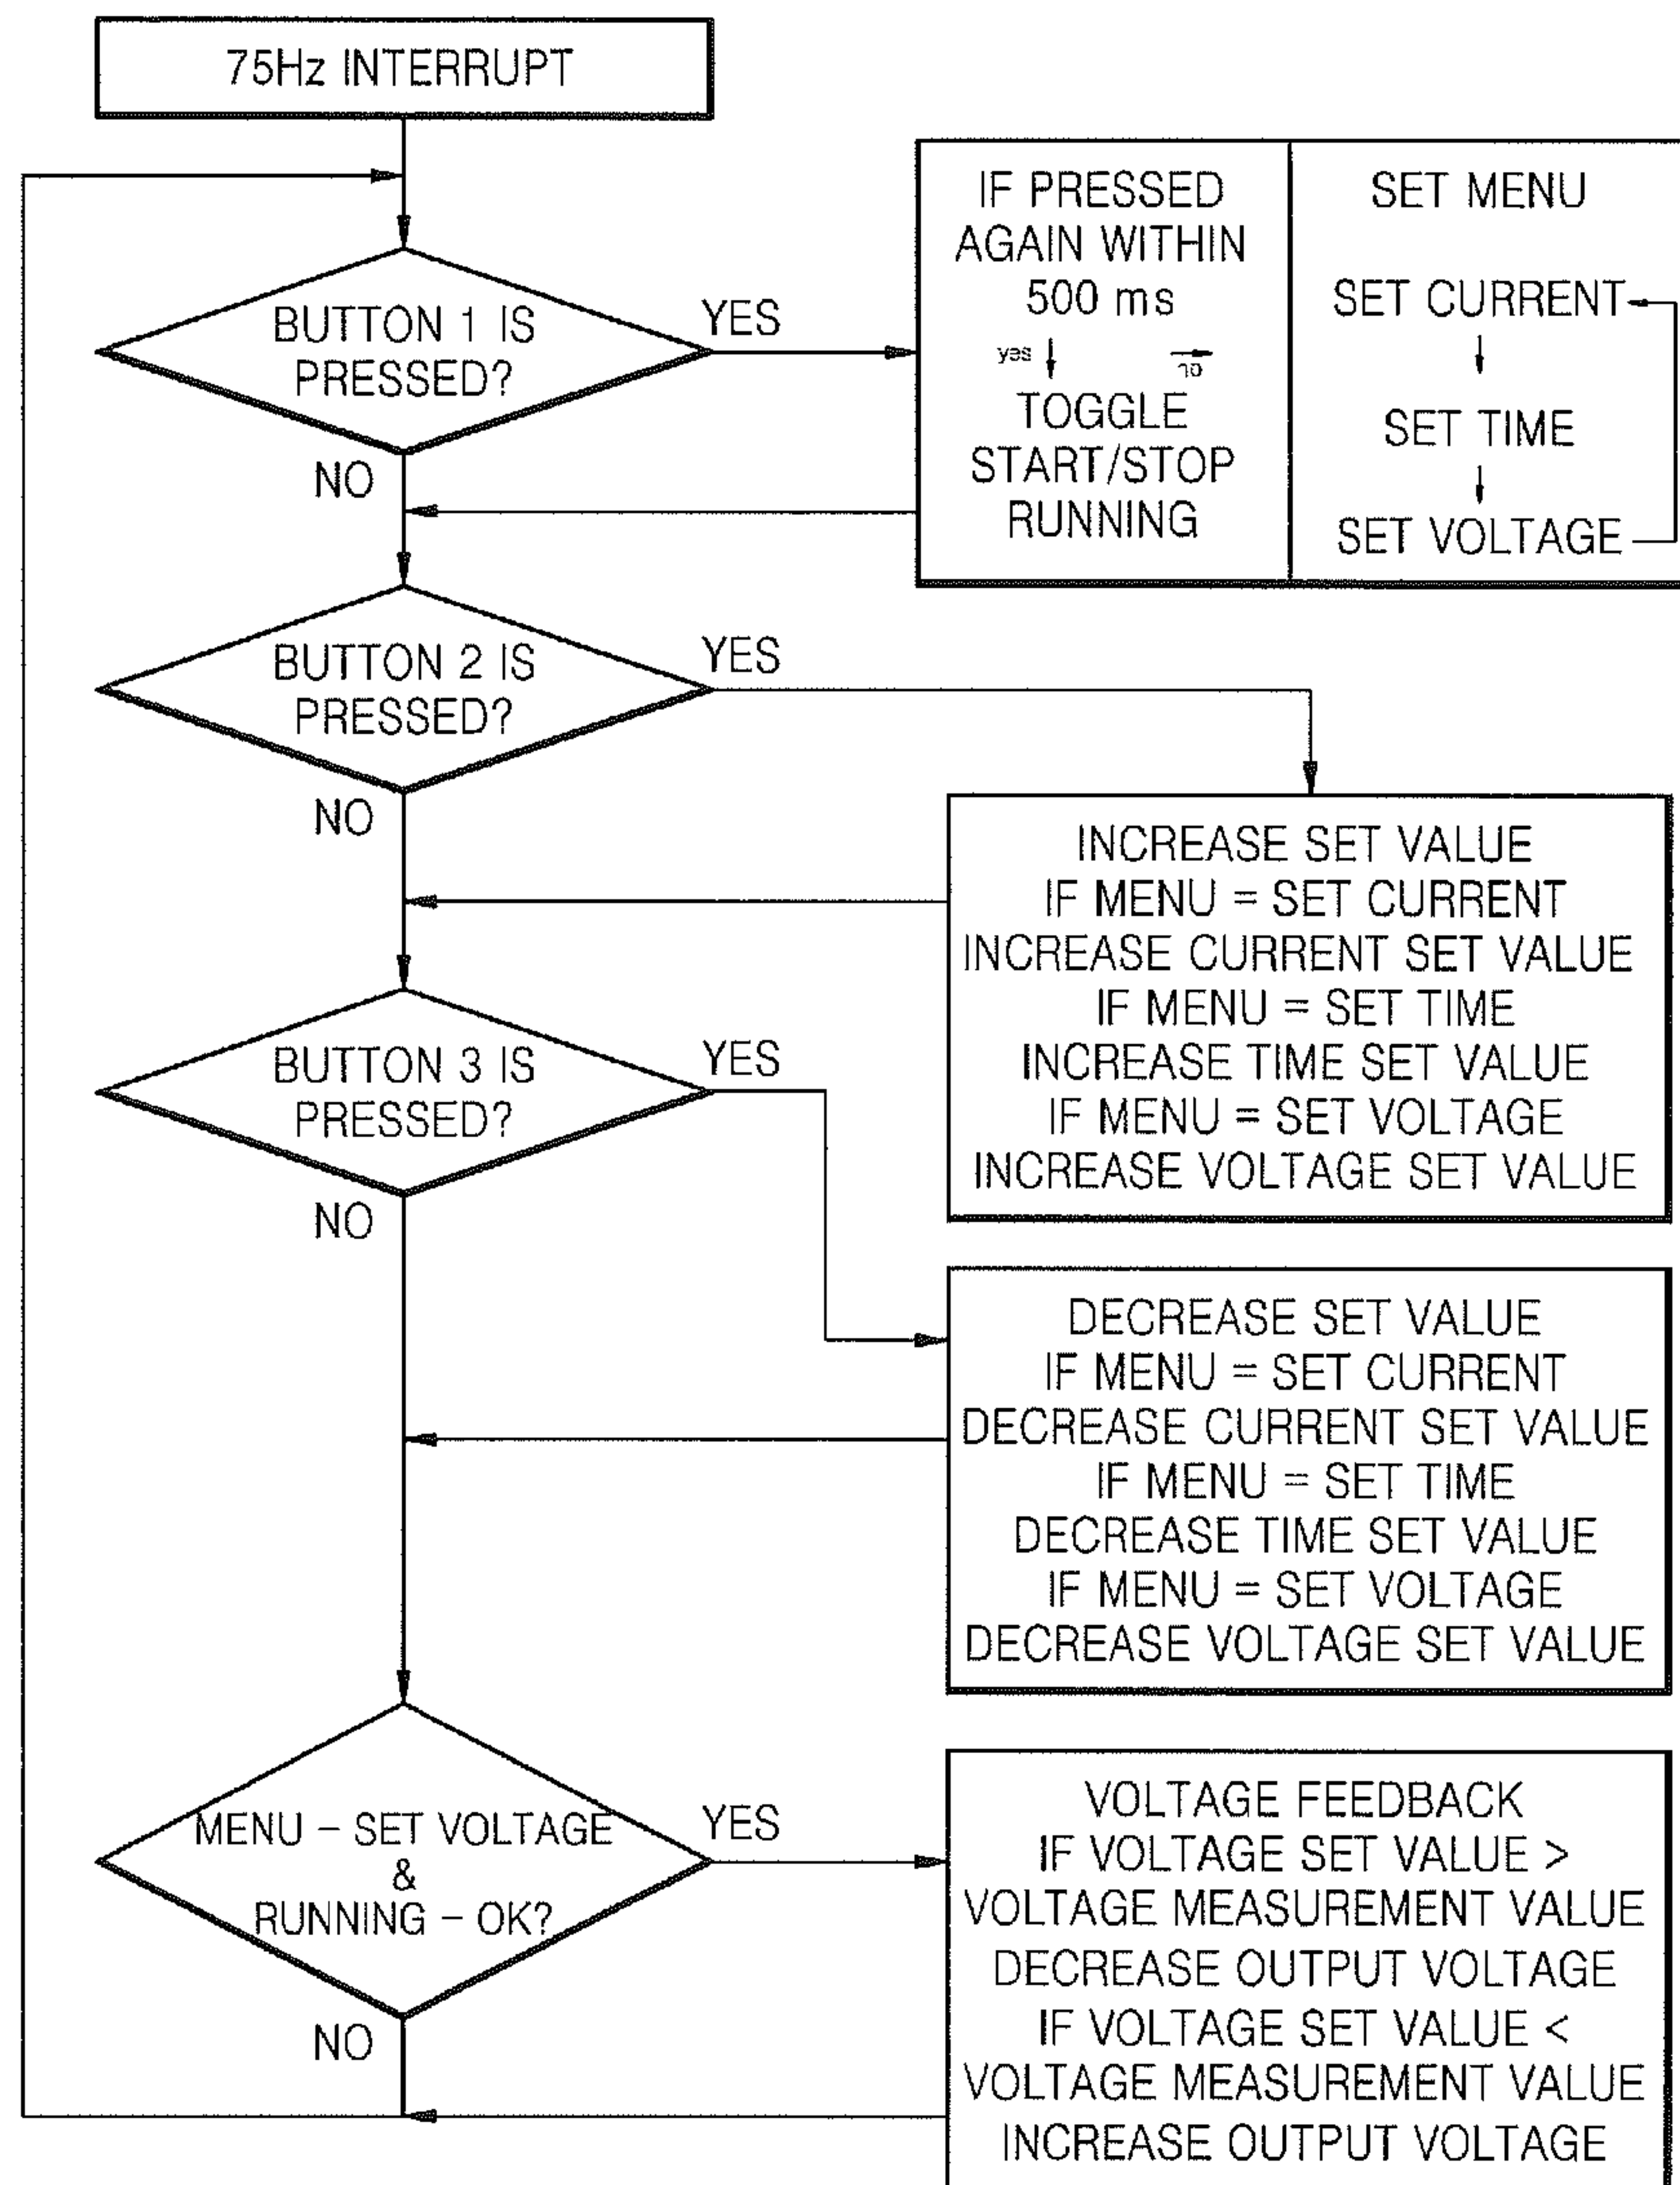 75Hz INTERRUPT
BUTTON 1 IS
PRESSED?
YES
NO
IF PRESSED
AGAIN WITHIN
500 ms
yes
no
TOGGLE
START/STOP
RUNNING
SET MENU
SET CURRENT
SET TIME
SET VOLTAGE
BUTTON 2 IS
PRESSED?
YES
NO
INCREASE SET VALUE
IF MENU = SET CURRENT
INCREASE CURRENT SET VALUE
IF MENU = SET TIME
INCREASE TIME SET VALUE
IF MENU = SET VOLTAGE
INCREASE VOLTAGE SET VALUE
BUTTON 3 IS
PRESSED?
YES
NO
DECREASE SET VALUE
IF MENU = SET CURRENT
DECREASE CURRENT SET VALUE
IF MENU = SET TIME
DECREASE TIME SET VALUE
IF MENU = SET VOLTAGE
DECREASE VOLTAGE SET VALUE
MENU – SET VOLTAGE
&
RUNNING – OK?
YES
NO
VOLTAGE FEEDBACK
IF VOLTAGE SET VALUE >
VOLTAGE MEASUREMENT VALUE
DECREASE OUTPUT VOLTAGE
IF VOLTAGE SET VALUE <
VOLTAGE MEASUREMENT VALUE
INCREASE OUTPUT VOLTAGE